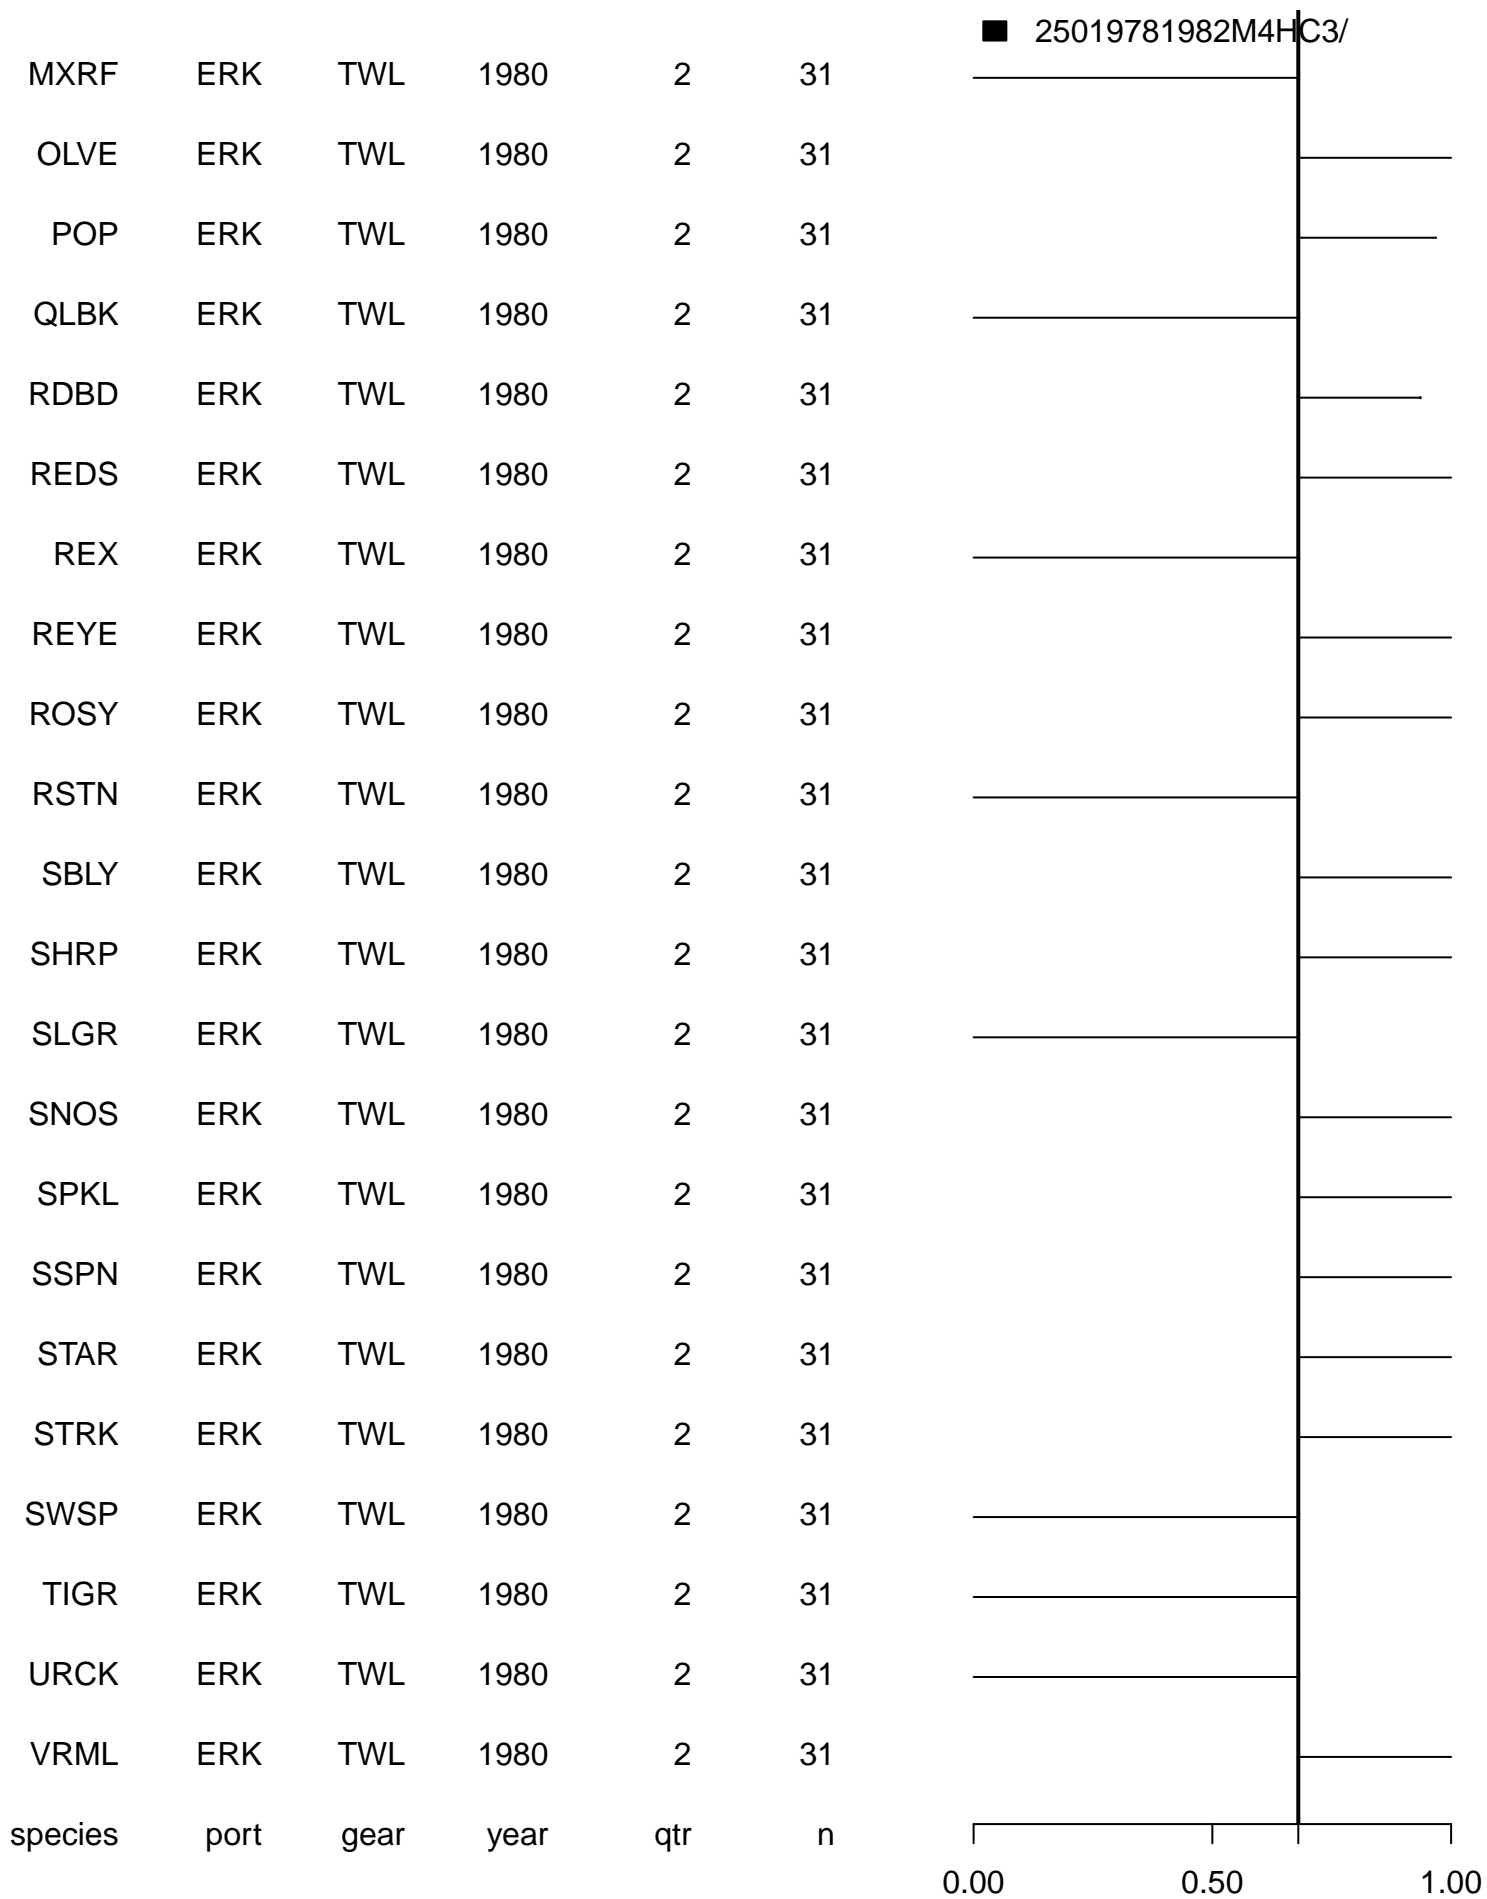 25019781982M4HC3/
MXRF ERK TWL 1980 2 31
OLVE ERK TWL 1980 2 31
POP ERK TWL 1980 2 31
QLBK ERK TWL 1980 2 31
RDBD ERK TWL 1980 2 31
REDS ERK TWL 1980 2 31
REX ERK TWL 1980 2 31
REYE ERK TWL 1980 2 31
ROSY ERK TWL 1980 2 31
RSTN ERK TWL 1980 2 31
SBLY ERK TWL 1980 2 31
SHRP ERK TWL 1980 2 31
SLGR ERK TWL 1980 2 31
SNOS ERK TWL 1980 2 31
SPKL ERK TWL 1980 2 31
SSPN ERK TWL 1980 2 31
STAR ERK TWL 1980 2 31
STRK ERK TWL 1980 2 31
SWSP ERK TWL 1980 2 31
TIGR ERK TWL 1980 2 31
URCK ERK TWL 1980 2 31
VRML ERK TWL 1980 2 31
species port gear year qtr n
0.00 0.50 1.00